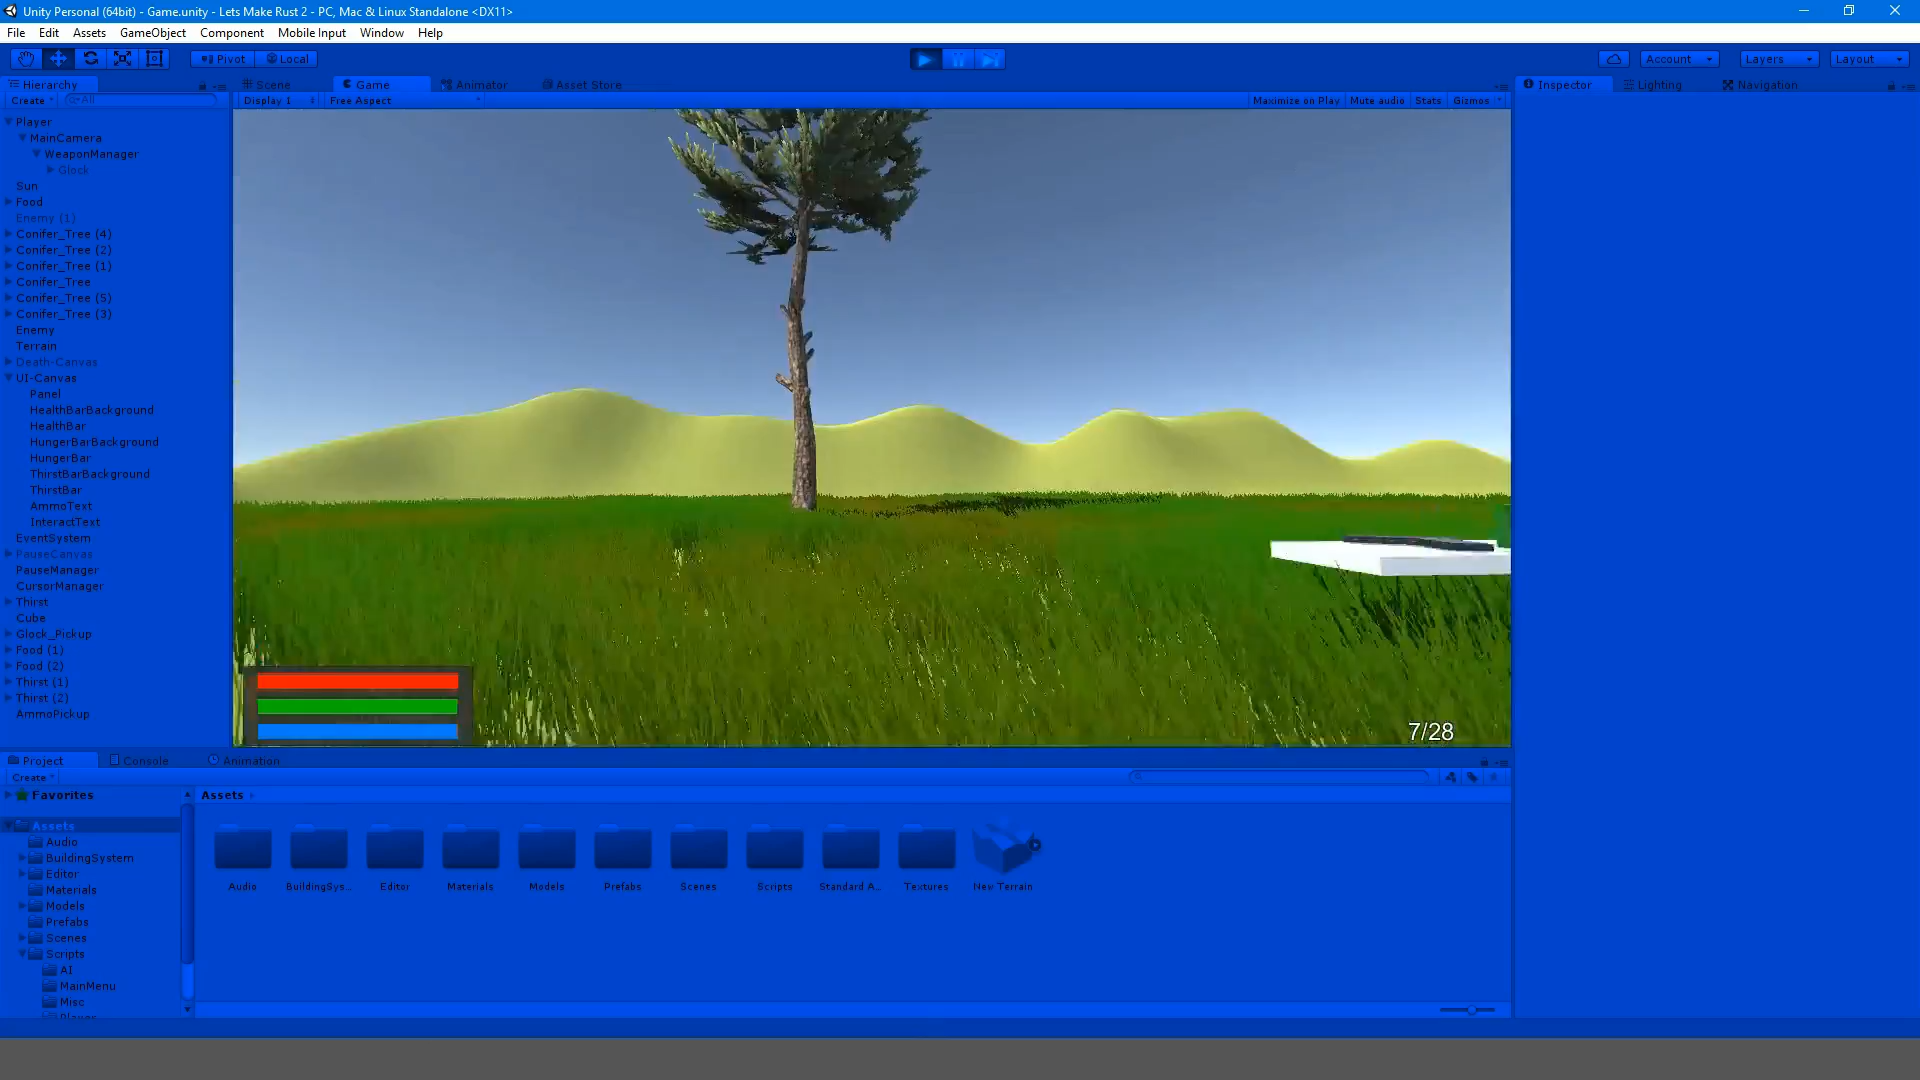 Unity Personal (64bit) - Game.unity - Lets Make Rust 2 - PC, Mac & Linux Standalone <DX11>
File Edit Assets GameObject Component Mobile Input Window Help
Pivot Local Account Layers Layout
Hierarchy Scene Game Animator Asset Store Inspector Lighting Navigation
Create All Display 1 Free Aspect Maximize on Play Mute audio Stats Gizmos
Player
MainCamera
WeaponManager
Glock
Sun
Food
Enemy (1)
Conifer_Tree (4)
Conifer_Tree (2)
Conifer_Tree (1)
Conifer_Tree
Conifer_Tree (5)
Conifer_Tree (3)
Enemy
Terrain
Death-Canvas
UI-Canvas
Panel
HealthBarBackground
HealthBar
HungerBarBackground
HungerBar
ThirstBarBackground
ThirstBar
AmmoText
InteractText
EventSystem
PauseCanvas
PauseManager
CursorManager
Thirst
Cube
Glock_Pickup
Food (1)
Food (2)
Thirst (1)
Thirst (2)
AmmoPickup
7/28
Project Console Animation
Create
Favorites
Assets
Audio
BuildingSystem
Editor
Materials
Models
Prefabs
Scenes
Scripts
AI
MainMenu
Misc
Player
Assets
Audio BuildingSys... Editor Materials Models Prefabs Scenes Scripts Standard A... Textures New Terrain